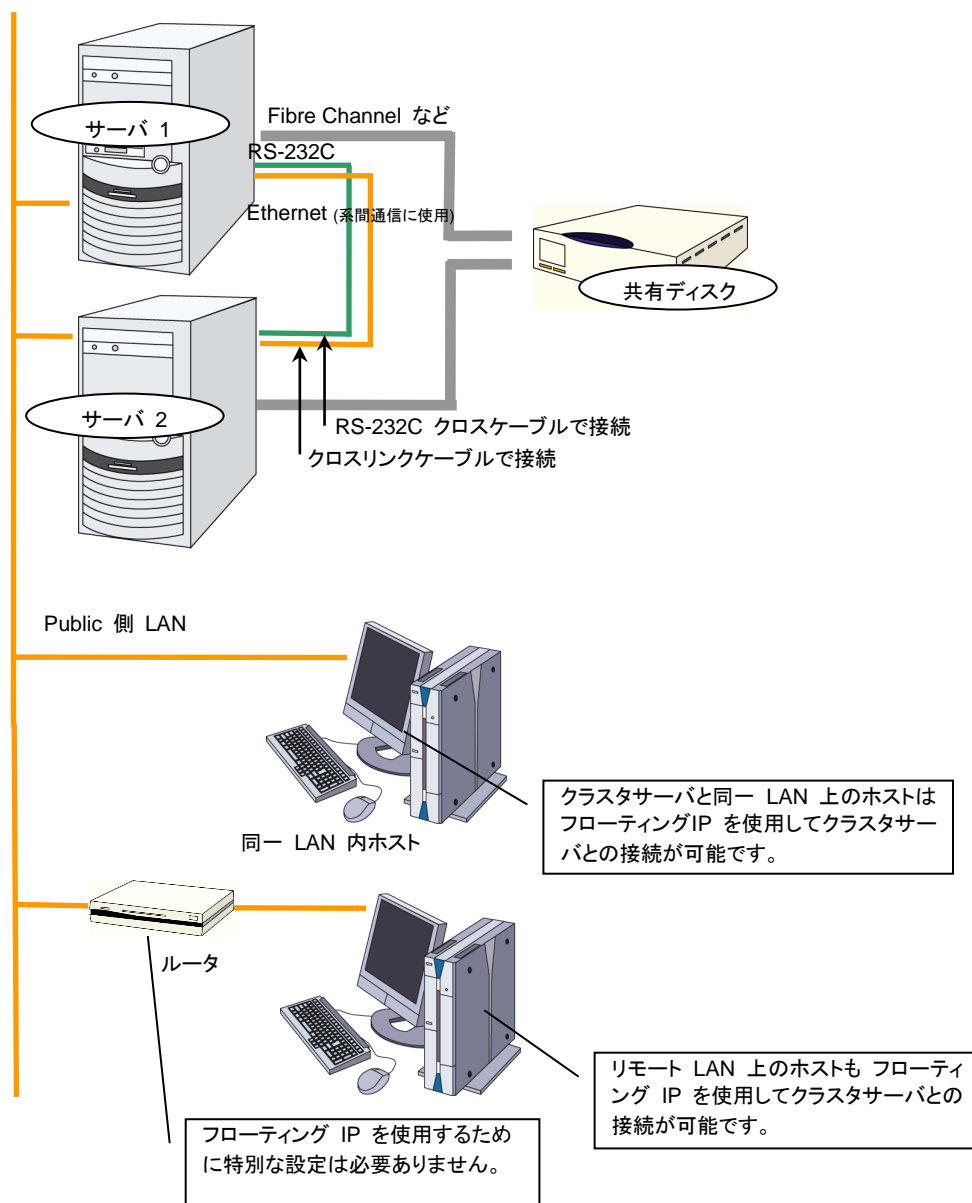 サーバ 1
Fibre Channel など
RS-232C
Ethernet (系間通信に使用)
共有ディスク
サーバ 2
RS-232C クロスケーブルで接続
クロスリンクケーブルで接続
Public 側 LAN
同一 LAN 内ホスト
クラスタサーバと同一 LAN 上のホストは
フローティングIP を使用してクラスタサー
バとの接続が可能です。
ルータ
リモート LAN 上のホストも フローティ
ング IP を使用してクラスタサーバとの
接続が可能です。
フローティング IP を使用するため
に特別な設定は必要ありません。